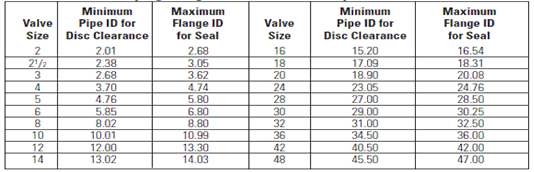 Valve Size Minimum Pipe ID for Disc Clearance Maximum Flange ID for Seal Valve Size Minimum Pipe ID for Disc Clearance Maximum Flange ID for Seal
2 2.01 2.68 16 15.20 16.54
2 1/2 2.38 3.05 18 17.09 18.31
3 2.68 3.62 20 18.90 20.08
4 3.70 4.74 24 23.05 24.76
5 4.76 5.80 28 27.00 28.50
6 5.85 6.80 30 29.00 30.25
8 8.02 8.80 32 31.00 32.50
10 10.01 10.99 36 34.50 36.00
12 12.00 13.30 42 40.50 42.00
14 13.02 14.03 48 45.50 47.00